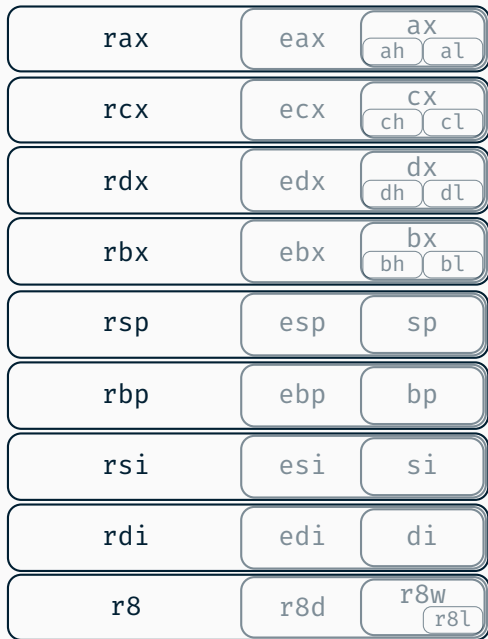 rax eax ax
ah al
rcx ecx cx
ch cl
rdx edx dx
dh dl
rbx ebx bx
bh bl
rsp esp sp
rbp ebp bp
rsi esi si
rdi edi di
r8 r8d r8w
r8l